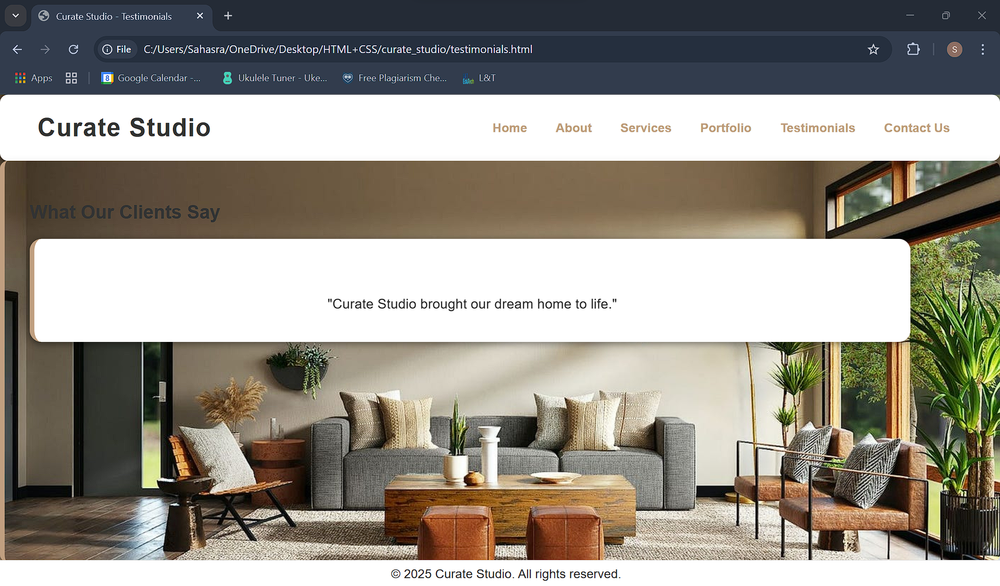 Curate Studio - Testimonials
File C:/Users/Sahasra/OneDrive/Desktop/HTML+CSS/curate_studio/testimonials.html
S
Apps
8 Google Calendar -...
Ukulele Tuner - Uke...
Free Plagiarism Che...
EduTech L&T
Curate Studio
Home About Services Portfolio Testimonials Contact Us
What Our Clients Say
"Curate Studio brought our dream home to life."
© 2025 Curate Studio. All rights reserved.